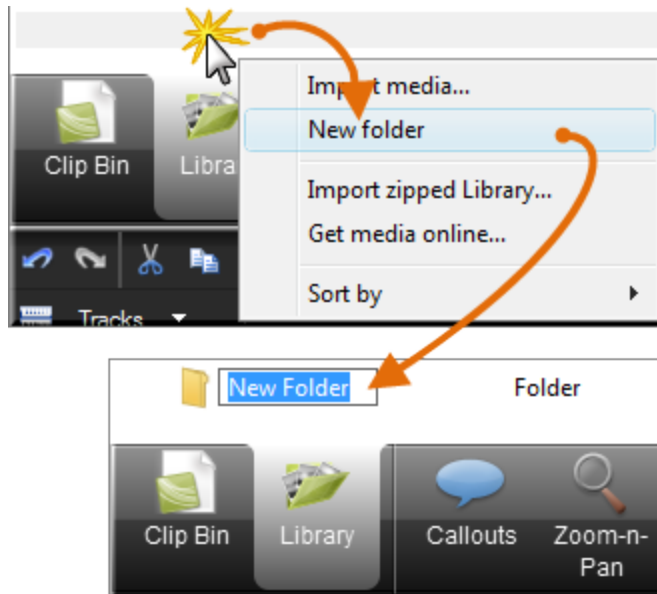 Import media...
New folder
Clip Bin
Libra
Import zipped Library...
Get media online...
Sort by
Tracks
New Folder Folder
Clip Bin Library Callouts Zoom-n-
Pan